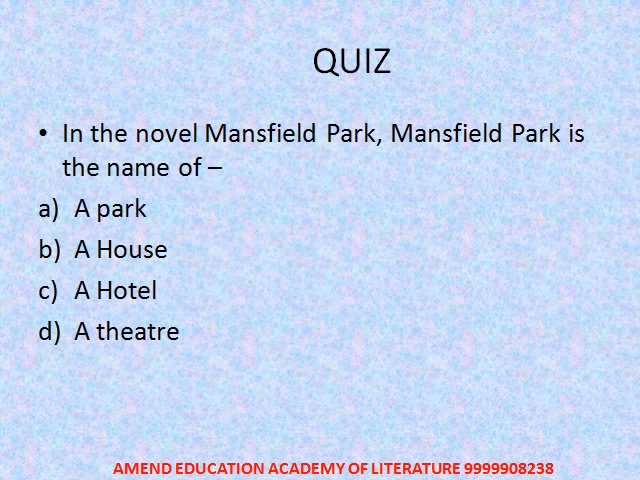 QUIZ
• In the novel Mansfield Park, Mansfield Park is
the name of –
a) A park
b) A House
c) A Hotel
d) A theatre
AMEND EDUCATION ACADEMY OF LITERATURE 9999908238